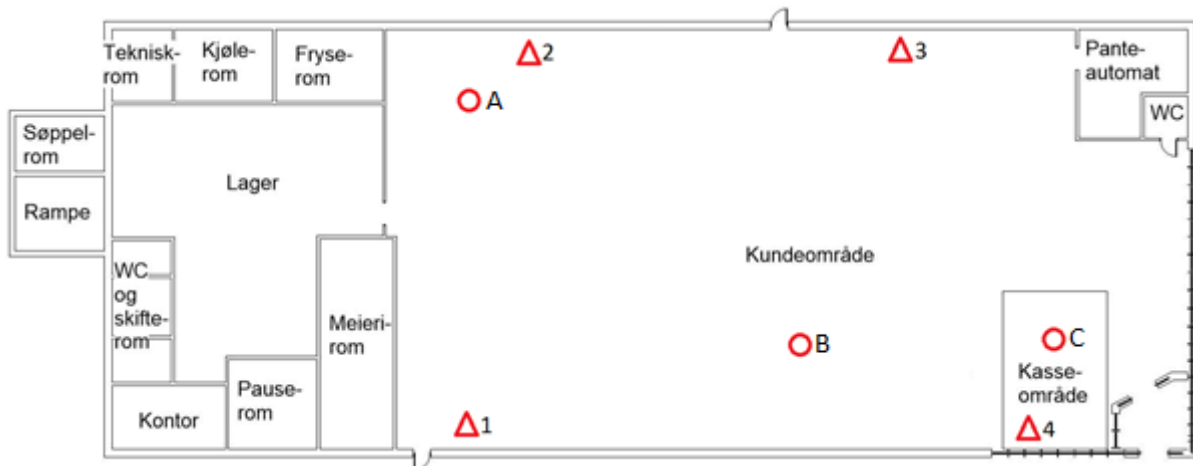 Teknisk-
rom
Kjøle-
rom
Fryse-
rom
2
3
Pante-
automat
A
WC
Søppel-
rom
Lager
Rampe
Kundeområde
WC
og
skifte-
rom
Meieri-
rom
B
C
Kasse-
område
Pause-
rom
Kontor
1
4